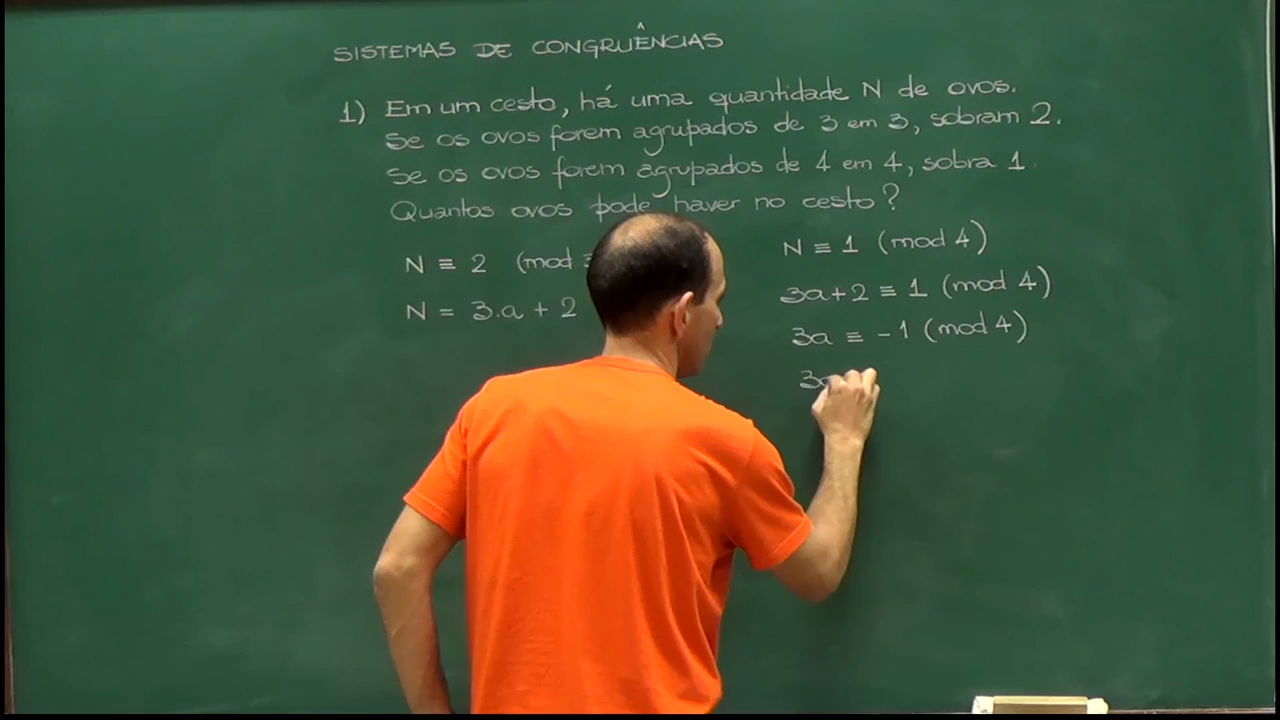 SISTEMAS DE CONGRUÊNCIAS
1) Em um cesto, há uma quantidade N de ovos.
Se os ovos forem agrupados de 3 em 3, sobram 2.
Se os ovos forem agrupados de 4 em 4, sobra 1.
Quantos ovos pode haver no cesto?
N ≡ 2 (mod
N = 3.a + 2
N ≡ 1 (mod 4)
3a+2 ≡ 1 (mod 4)
3a ≡ -1 (mod 4)
3